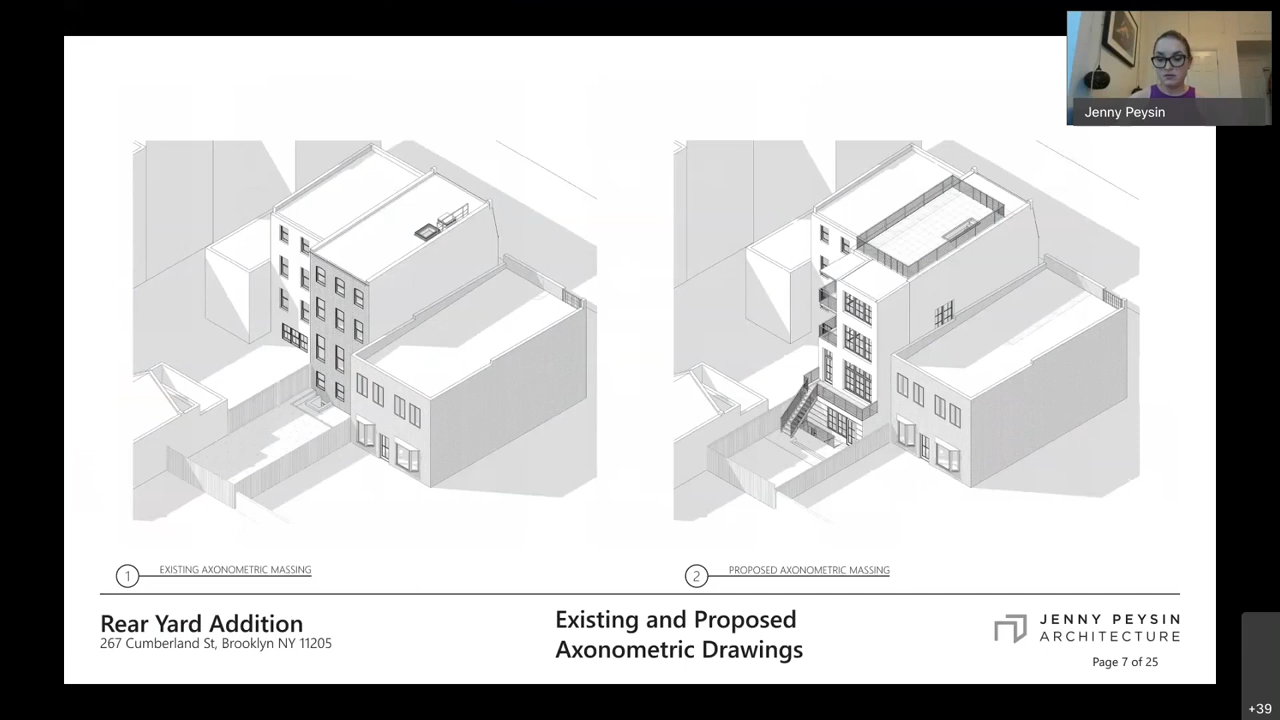 Jenny Peysin
1 EXISTING AXONOMETRIC MASSING
2 PROPOSED AXONOMETRIC MASSING
Rear Yard Addition
267 Cumberland St, Brooklyn NY 11205
Existing and Proposed
Axonometric Drawings
JENNY PEYSIN
ARCHITECTURE
Page 7 of 25
+39